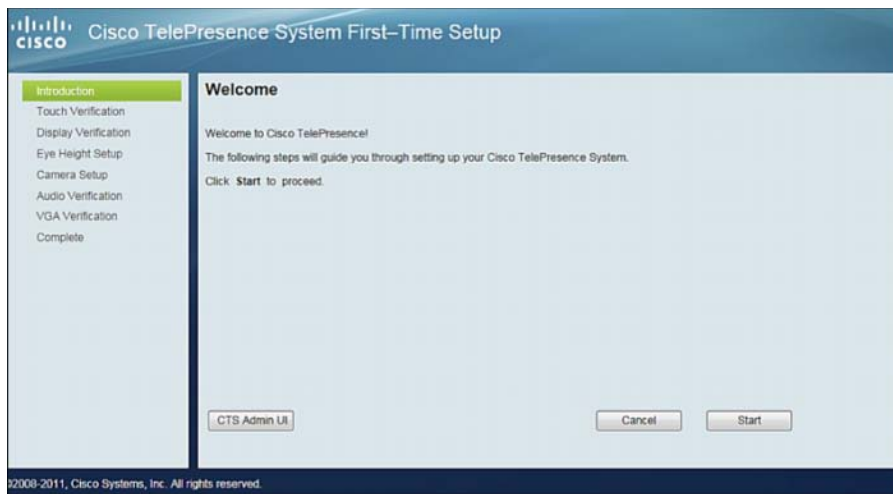 CISCO
Cisco TelePresence System First–Time Setup
Introduction
Touch Verification
Display Verification
Eye Height Setup
Camera Setup
Audio Verification
VGA Verification
Complete
Welcome
Welcome to Cisco TelePresence!
The following steps will guide you through setting up your Cisco TelePresence System.
Click Start to proceed.
CTS Admin UI
Cancel
Start
©2008-2011, Cisco Systems, Inc. All rights reserved.